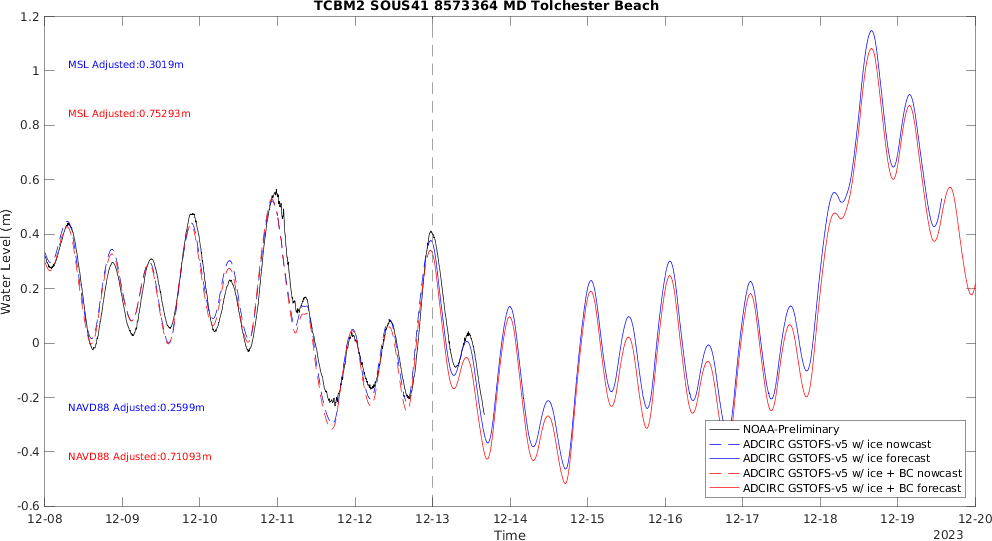 TCBM2 SOUS41 8573364 MD Tolchester Beach
1.2
1
0.8
0.6
0.4
0.2
0
-0.2
-0.4
-0.6
Water Level (m)
MSL Adjusted:0.3019m
MSL Adjusted:0.75293m
NAVD88 Adjusted:0.2599m
NAVD88 Adjusted:0.71093m
NOAA-Preliminary
ADCIRC GSTOFS-v5 w/ ice nowcast
ADCIRC GSTOFS-v5 w/ ice forecast
ADCIRC GSTOFS-v5 w/ ice + BC nowcast
ADCIRC GSTOFS-v5 w/ ice + BC forecast
12-08 12-09 12-10 12-11 12-12 12-13 12-14 12-15 12-16 12-17 12-18 12-19 12-20
Time
2023